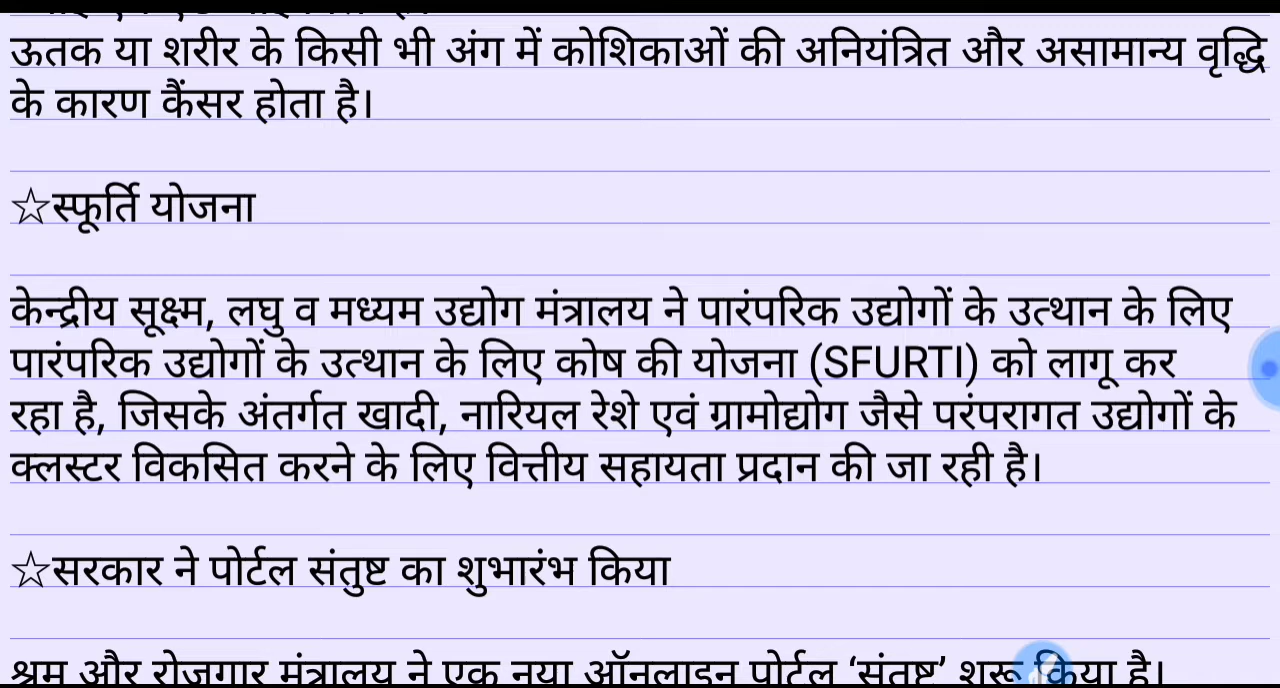 ऊतक या शरीर के किसी भी अंग में कोशिकाओं की अनियंत्रित और असामान्य वृद्धि
के कारण कैंसर होता है।
☆स्फूर्ति योजना
केन्द्रीय सूक्ष्म, लघु व मध्यम उद्योग मंत्रालय ने पारंपरिक उद्योगों के उत्थान के लिए
पारंपरिक उद्योगों के उत्थान के लिए कोष की योजना (SFURTI) को लागू कर
रहा है, जिसके अंतर्गत खादी, नारियल रेशे एवं ग्रामोद्योग जैसे परंपरागत उद्योगों के
क्लस्टर विकसित करने के लिए वित्तीय सहायता प्रदान की जा रही है।
☆सरकार ने पोर्टल संतुष्ट का शुभारंभ किया
श्रम और रोजगार मंत्रालय ने एक नया ऑनलाइन पोर्टल ‘संतुष्ट’ शुरू किया है।